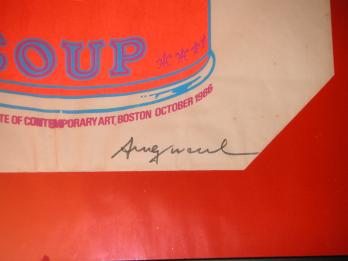 SOUP
TE OF CONTEMPORARY ART, BOSTON OCTOBER 1966